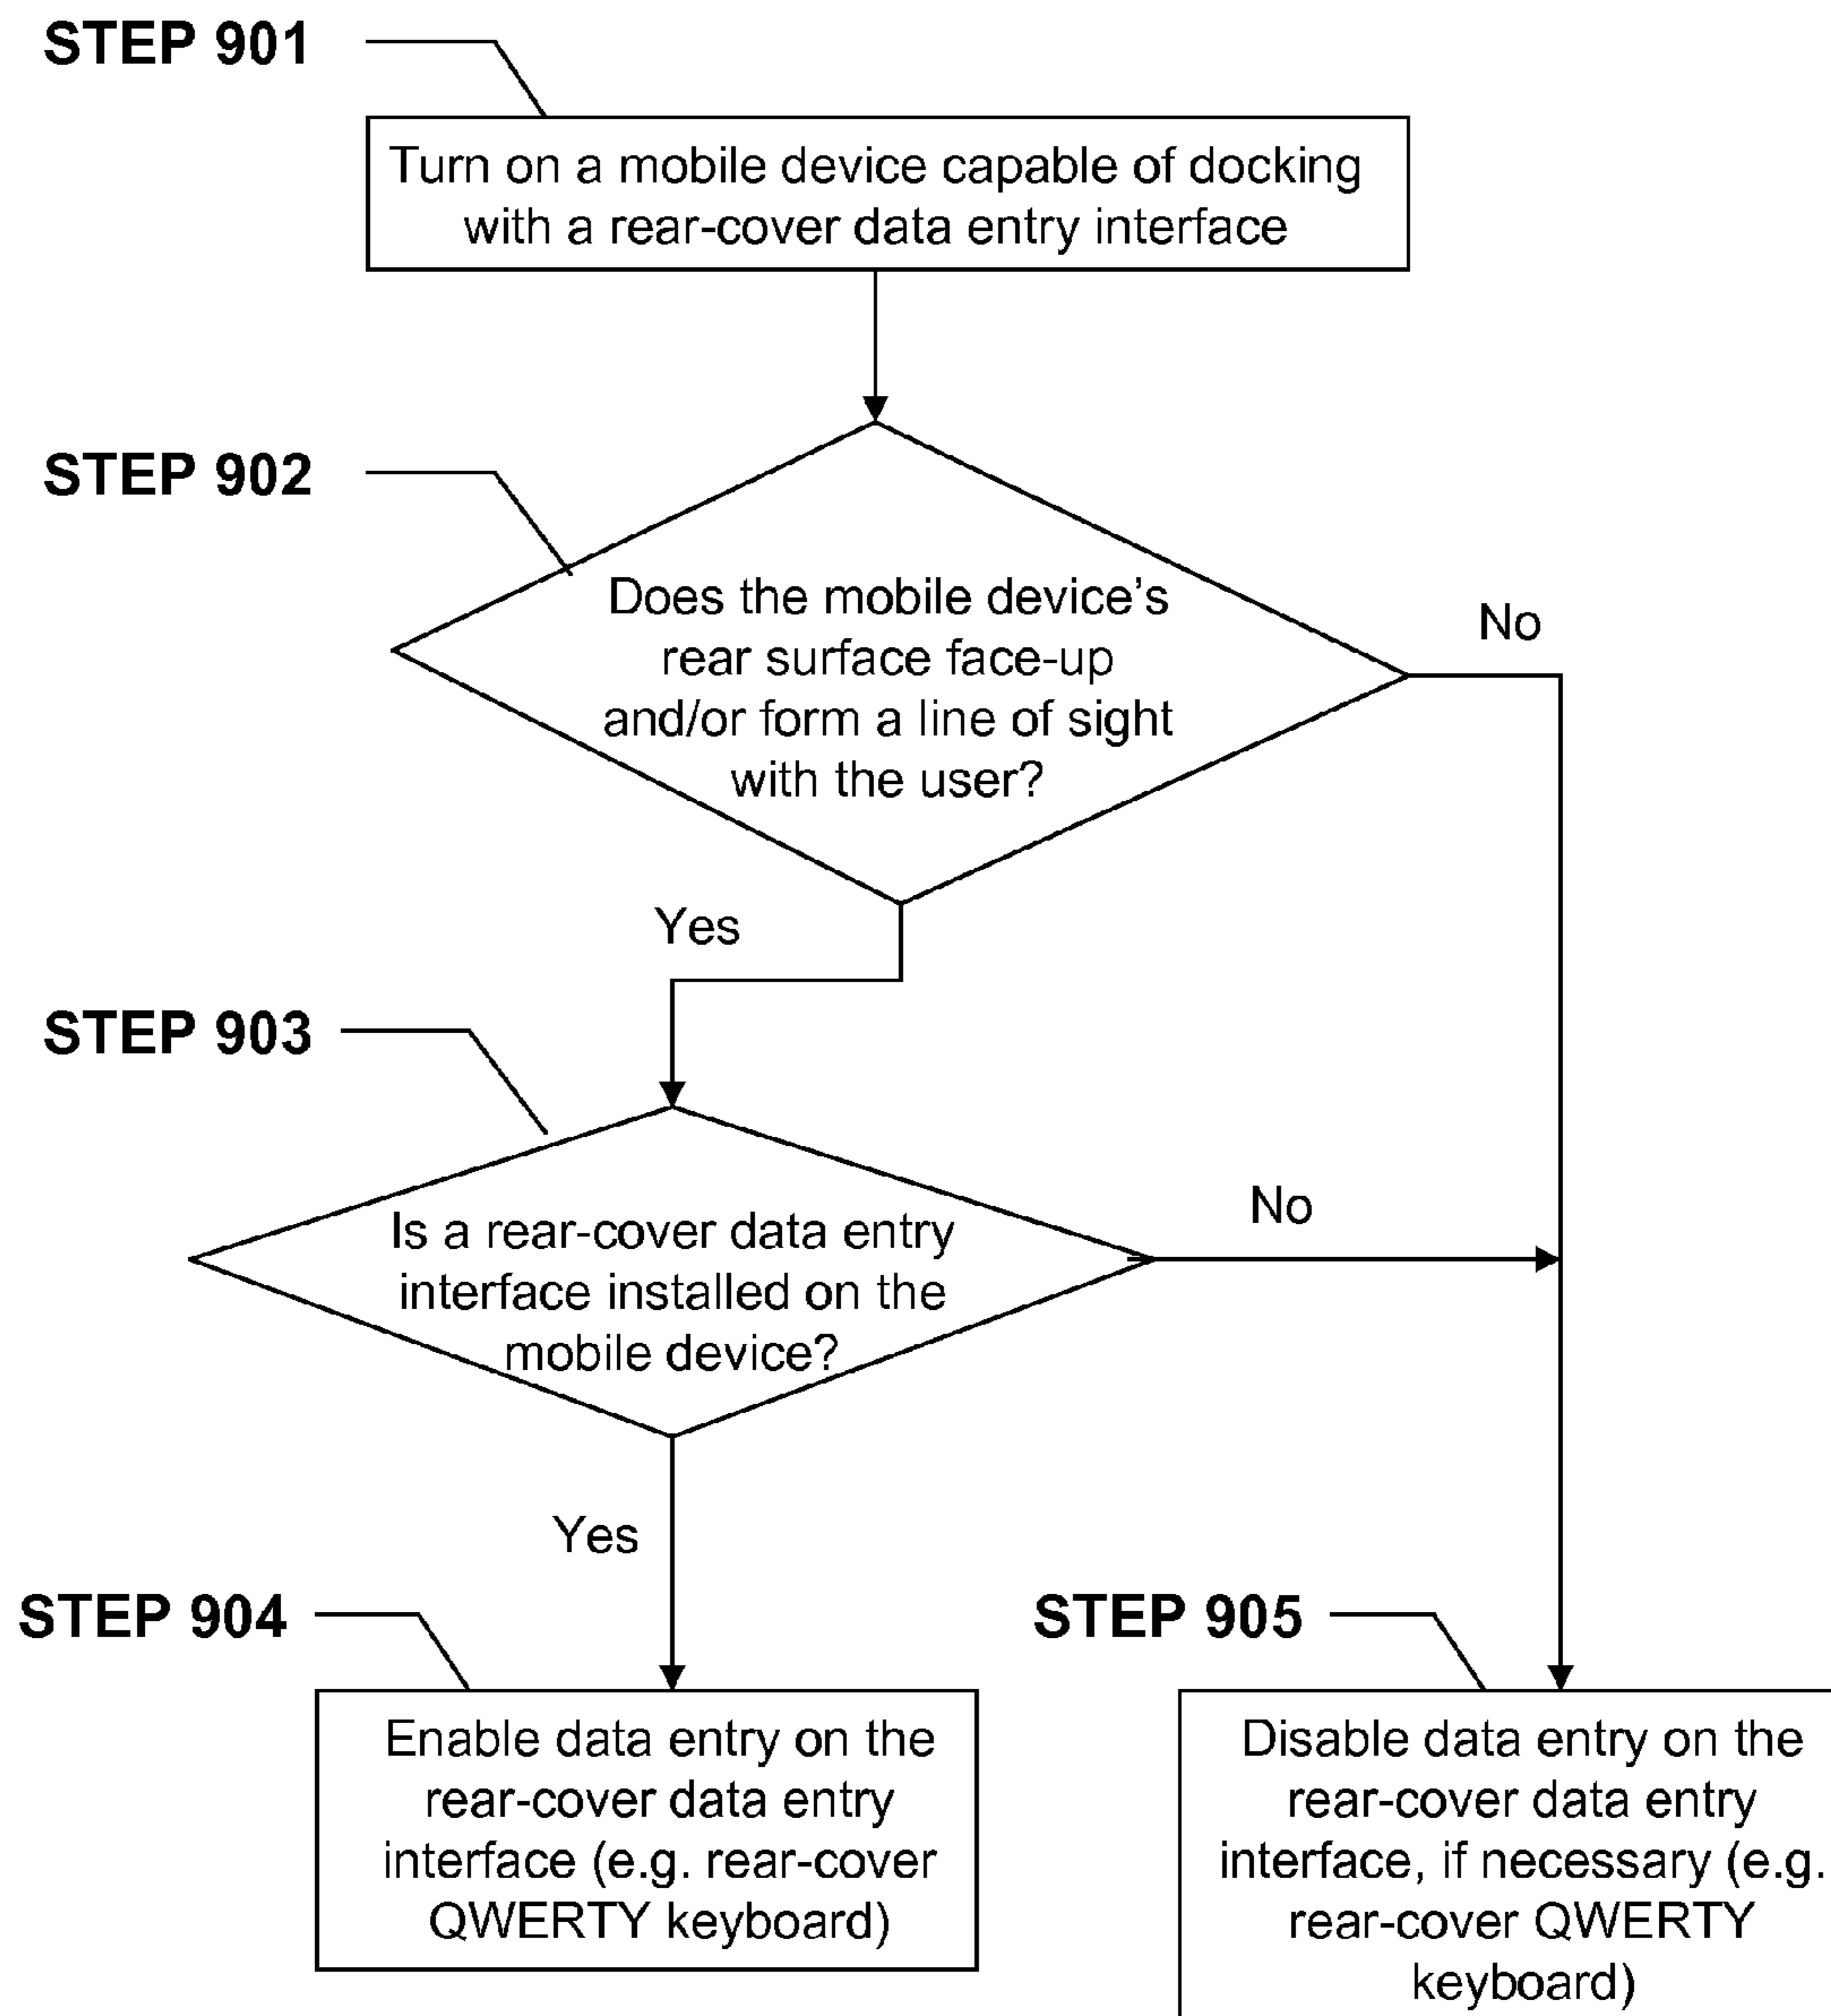 STEP 901
Turn on a mobile device capable of docking
with a rear-cover data entry interface
STEP 902
Does the mobile device’s
rear surface face-up
and/or form a line of sight
with the user?
No
Yes
STEP 903
Is a rear-cover data entry
interface installed on the
mobile device?
No
Yes
STEP 904
Enable data entry on the
rear-cover data entry
interface (e.g. rear-cover
QWERTY keyboard)
STEP 905
Disable data entry on the
rear-cover data entry
interface, if necessary (e.g.
rear-cover QWERTY
keyboard)